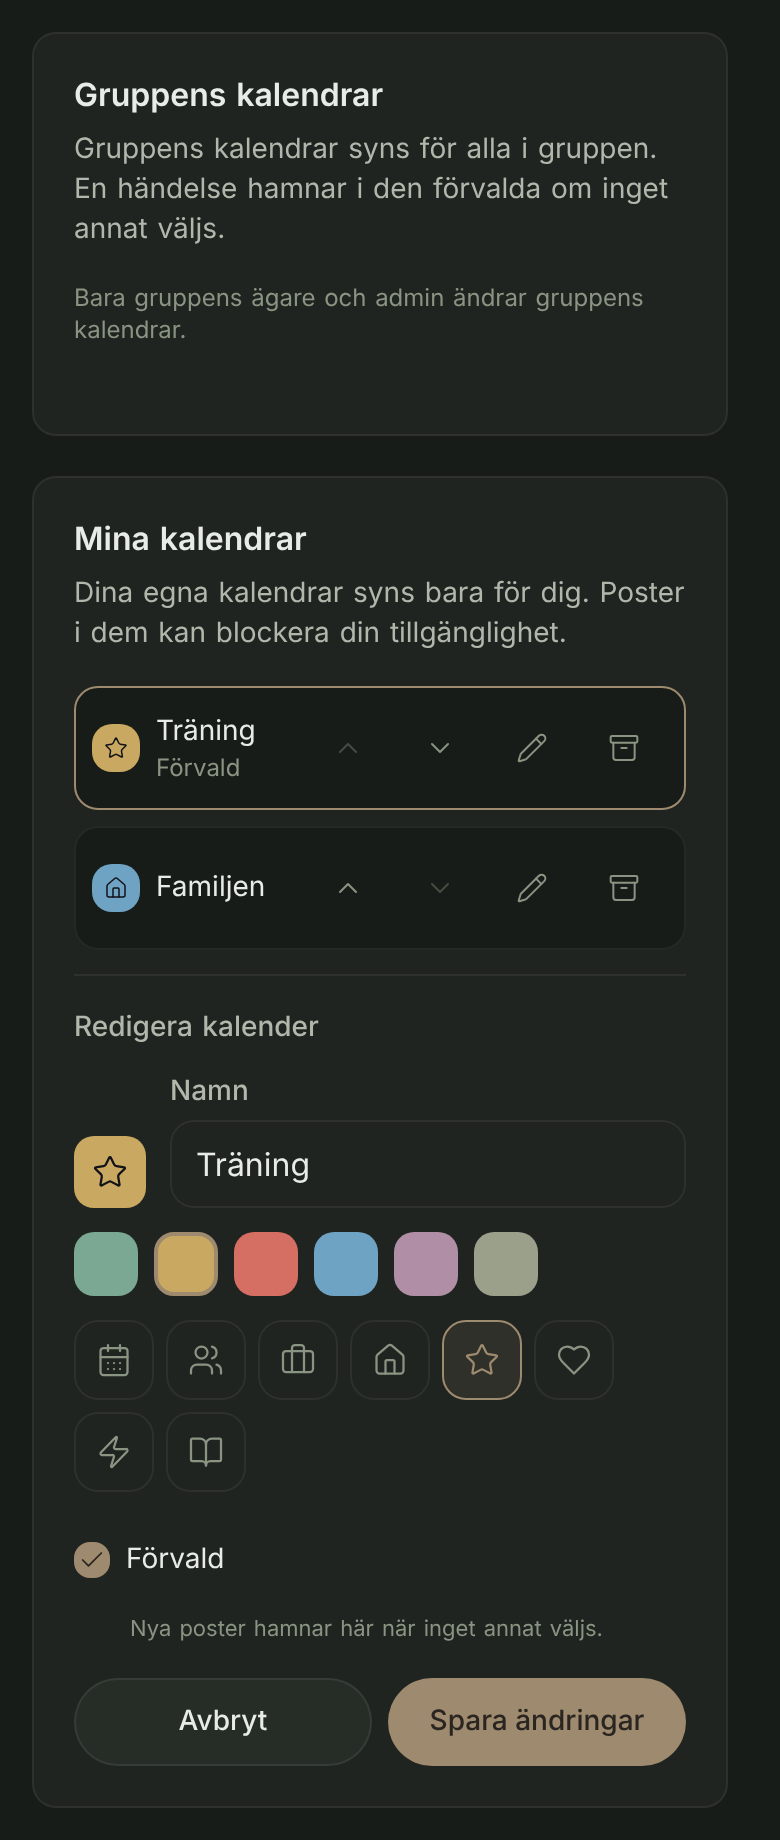 Gruppens kalendrar
Gruppens kalendrar syns för alla i gruppen.
En händelse hamnar i den förvalda om inget
annat väljs.
Bara gruppens ägare och admin ändrar gruppens
kalendrar.
Mina kalendrar
Dina egna kalendrar syns bara för dig. Poster
i dem kan blockera din tillgänglighet.
Träning
Förvald
Familjen
Redigera kalender
Namn
Träning
Förvald
Nya poster hamnar här när inget annat väljs.
Avbryt
Spara ändringar